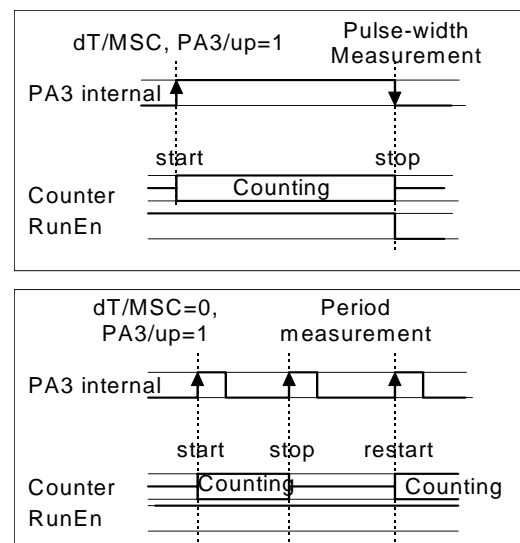 dT/MSC, PA3/up=1
Pulse-width
Measurement
PA3 internal
start
stop
Counter
Counting
RunEn
dT/MSC=0,
PA3/up=1
Period
measurement
PA3 internal
start
stop
restart
Counter
Counting
Counting
RunEn